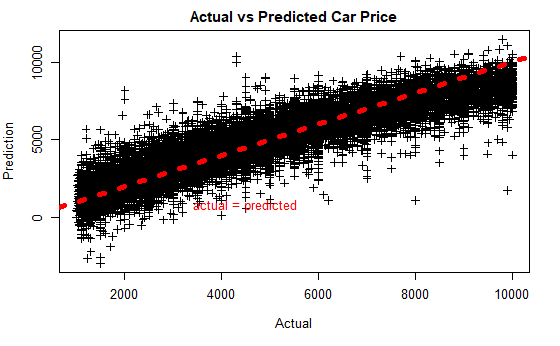 Actual vs Predicted Car Price
Prediction
10000
5000
0
actual = predicted
2000 4000 6000 8000 10000
Actual